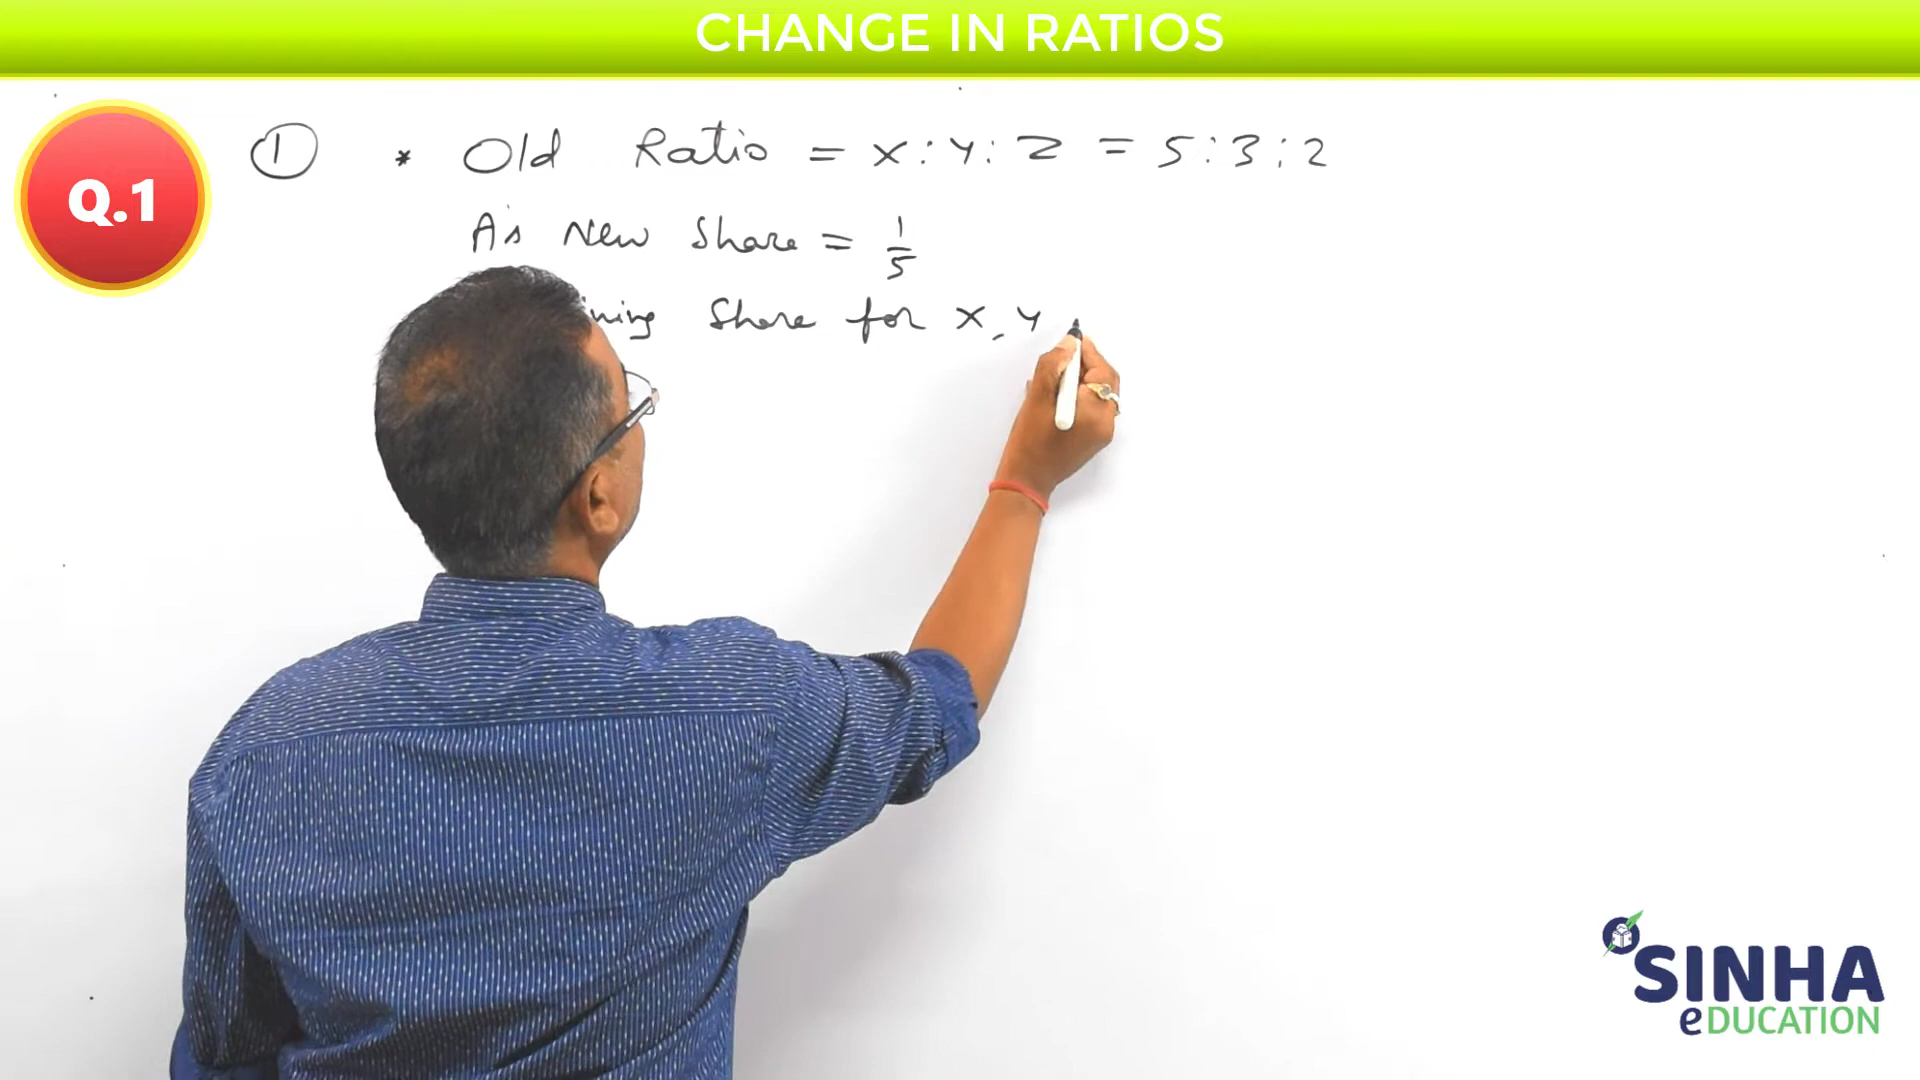 CHANGE IN RATIOS
Q.1
① * Old Ratio = X : Y : Z = 5 : 3 : 2
A's New Share = 1/5
Share for X, Y
SINHA
eDUCATION